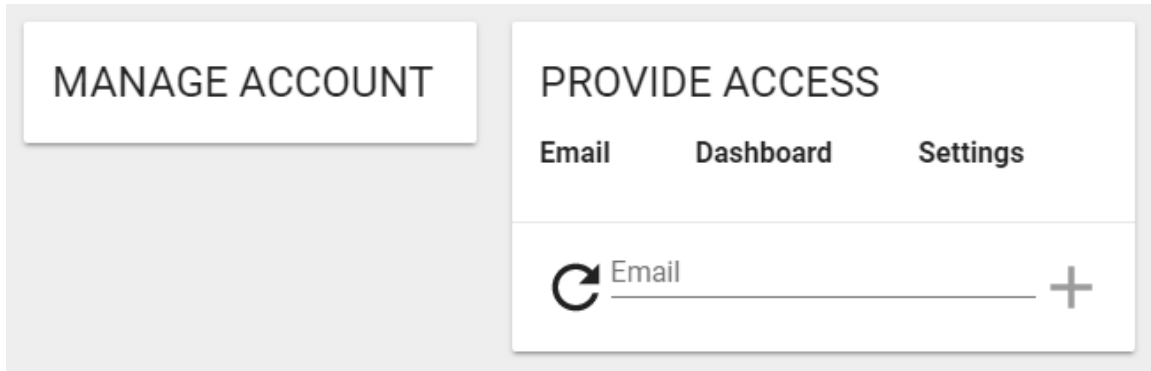 MANAGE ACCOUNT
PROVIDE ACCESS
Email Dashboard Settings
Email